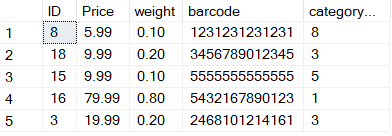 ID Price weight barcode category...
1 8 5.99 0.10 1231231231231 8
2 18 9.99 0.20 3456789012345 3
3 15 9.99 0.10 5555555555555 5
4 16 79.99 0.80 5432167890123 1
5 3 19.99 0.20 2468101214161 3